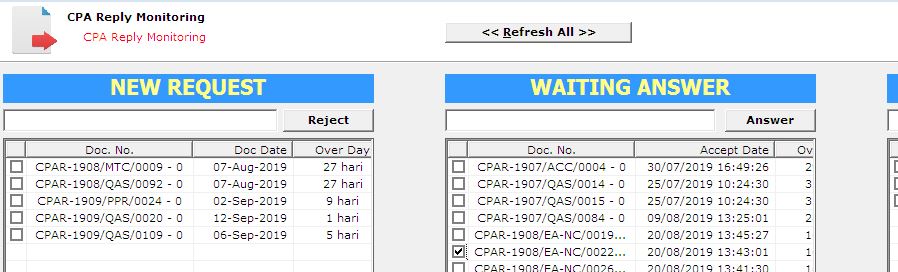 CPA Reply Monitoring
CPA Reply Monitoring
<< Refresh All >>
NEW REQUEST
Reject
Doc. No. Doc Date Over Day
CPAR-1908/MTC/0009 - 0 07-Aug-2019 27 hari
CPAR-1908/QAS/0092 - 0 07-Aug-2019 27 hari
CPAR-1909/PPR/0024 - 0 02-Sep-2019 9 hari
CPAR-1909/QAS/0020 - 0 12-Sep-2019 1 hari
CPAR-1909/QAS/0109 - 0 06-Sep-2019 5 hari
WAITING ANSWER
Answer
Doc. No. Accept Date Ov
CPAR-1907/ACC/0004 - 0 30/07/2019 16:49:26 2
CPAR-1907/QAS/0014 - 0 25/07/2019 10:24:30 3
CPAR-1907/QAS/0015 - 0 25/07/2019 10:24:30 3
CPAR-1907/QAS/0084 - 0 09/08/2019 13:25:01 2
CPAR-1908/EA-NC/0019... 20/08/2019 13:45:27 1
CPAR-1908/EA-NC/0022... 20/08/2019 13:43:01 1
CPAR-1908/EA-NC/0026... 20/08/2019 13:41:30 1